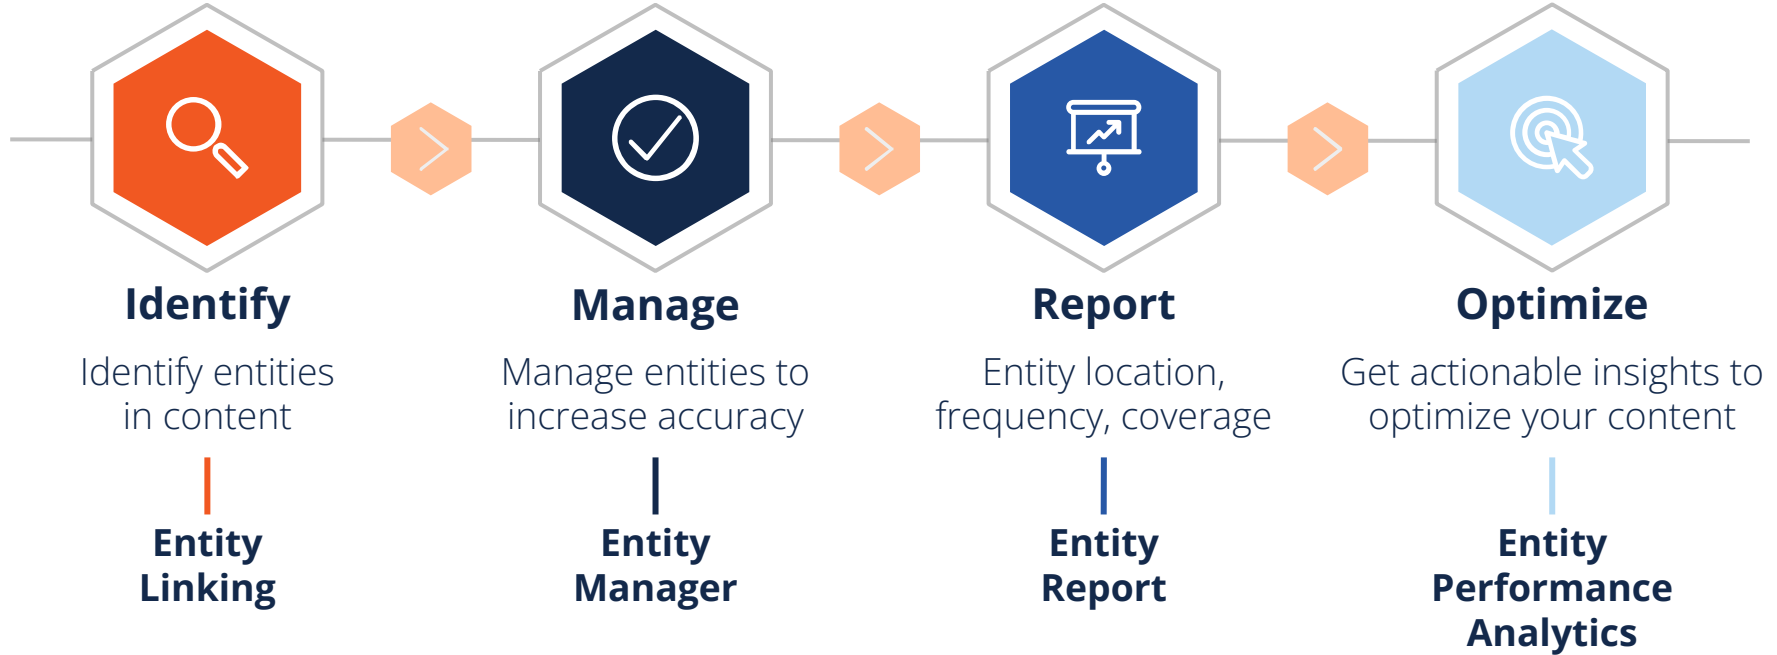 Identify
Identify entities
in content
Entity
Linking
Manage
Manage entities to
increase accuracy
Entity
Manager
Report
Entity location,
frequency, coverage
Entity
Report
Optimize
Get actionable insights to
optimize your content
Entity
Performance
Analytics